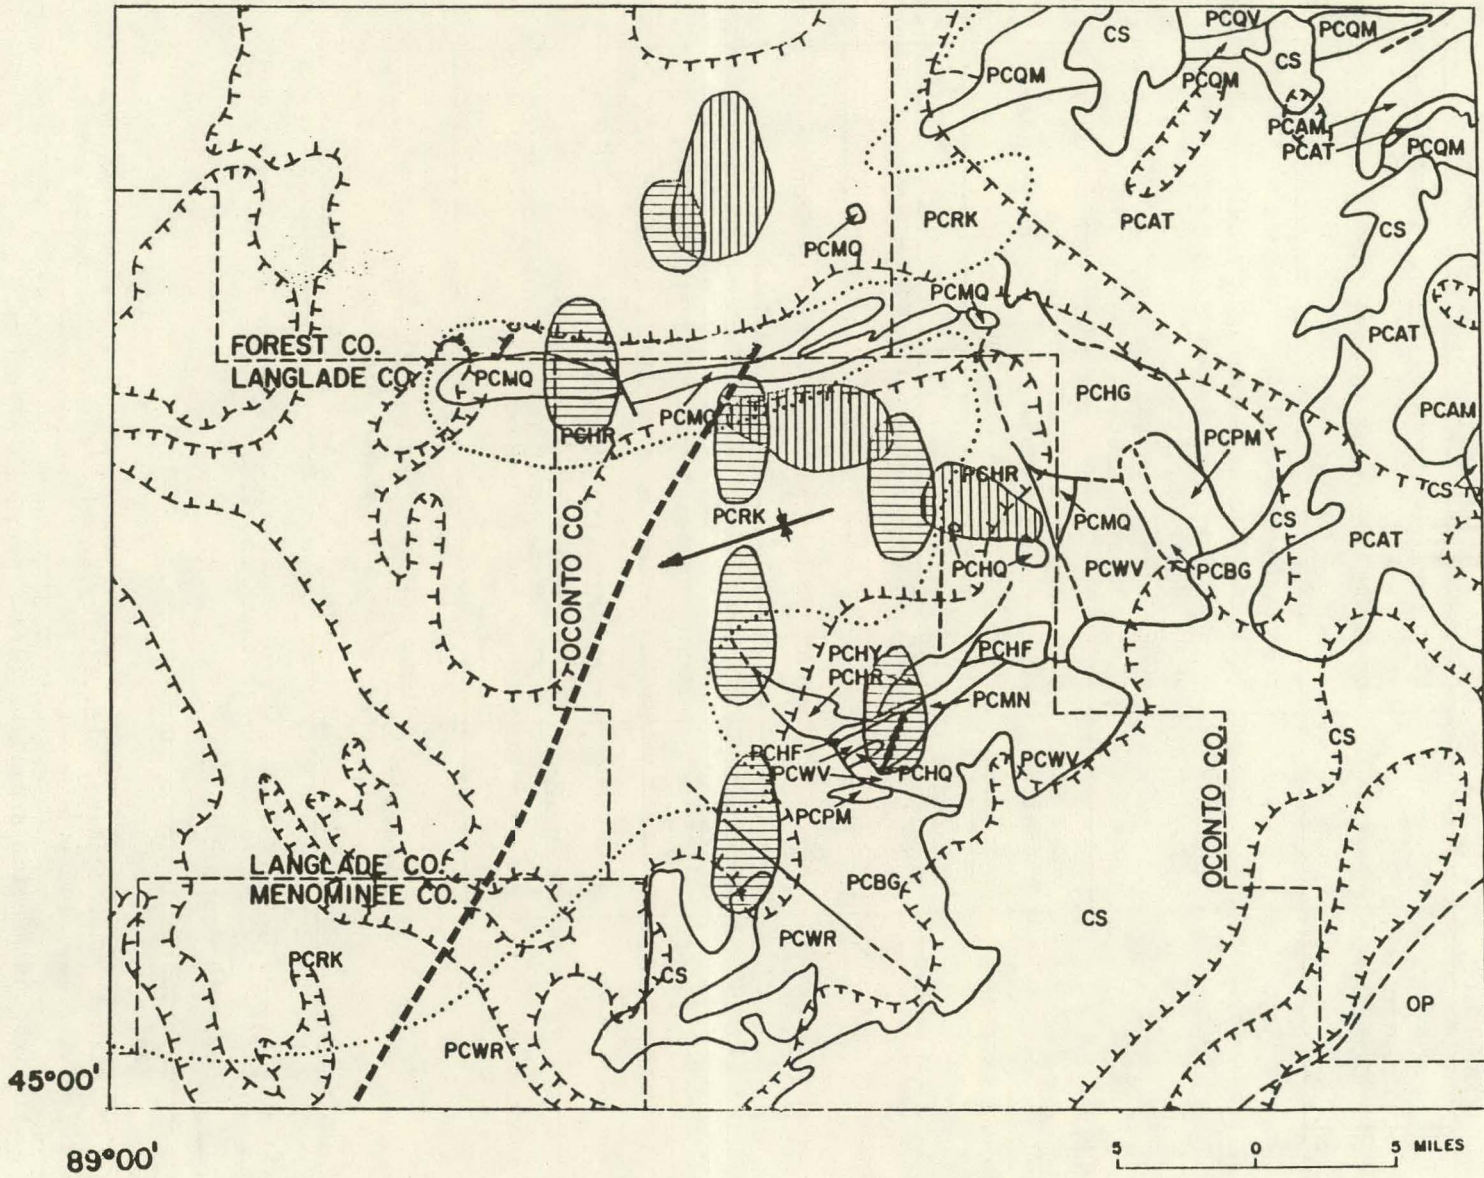 PCQV
CS
PCQM
PCQM
PCQM
CS
PCAM
PCAT
PCQM
PCRK
PCAT
CS
PCMQ
PCMQ
FOREST CO.
LANGLADE CO.
PCAT
PCMQ
PCHG
PCMQ
PCAM
PCHR
PCPM
PCHR
CS
PCRK
PCMQ
CS
PCAT
OCONTO CO.
PCHQ
PCWV
PCBG
PCHY
PCHF
PCHR
PCMN
CS
PCHF
PCWV
PCHQ
PCWV
OCONTO CO.
PCPM
LANGLADE CO.
MENOMINEE CO.
PCBG
CS
PCWR
PCRK
CS
OP
PCWR
45°00'
89°00'
5 0 5 MILES